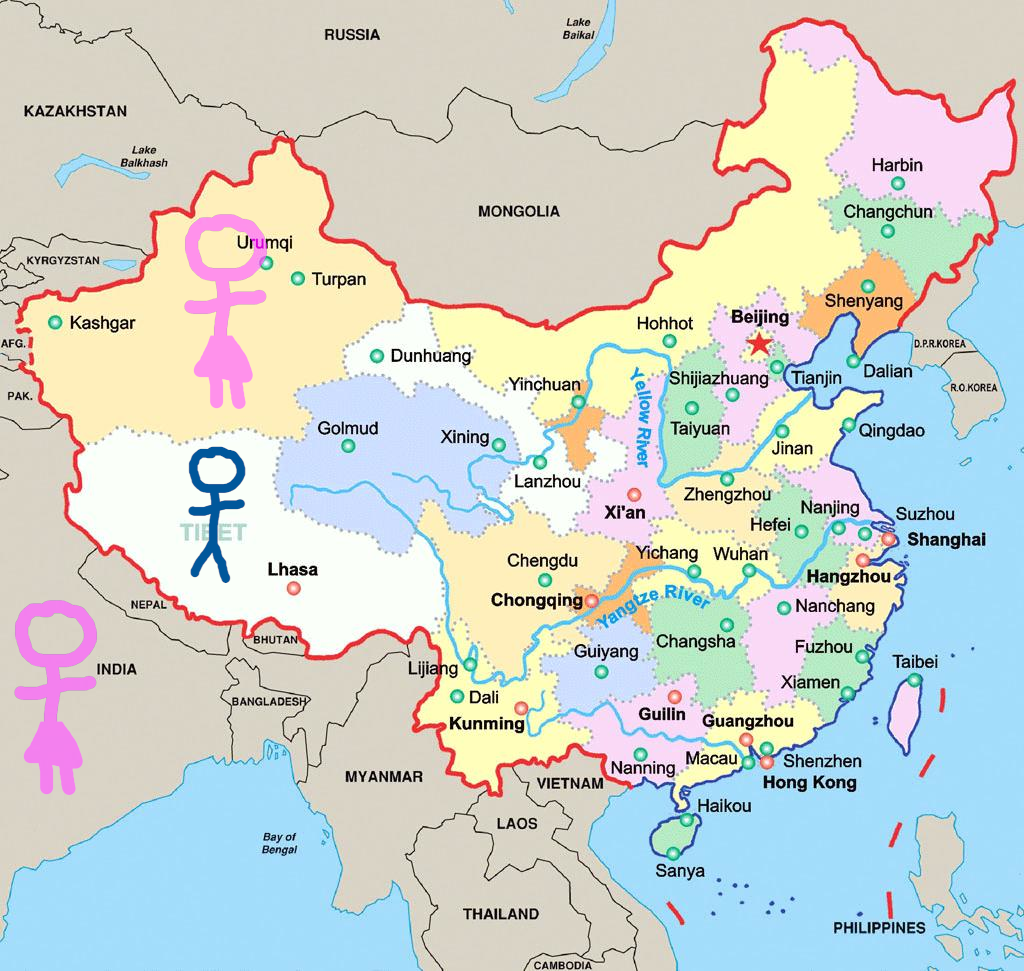 RUSSIA
Lake
Baikal
KAZAKHSTAN
Lake
Balkhash
Harbin
MONGOLIA
Changchun
Urumqi
KYRGYZSTAN
Turpan
Shenyang
Kashgar
Hohhot
Beijing
AFG.
Dunhuang
D.P.R.KOREA
Dalian
Tianjin
Shijiazhuang
Yinchuan
R.O.KOREA
PAK.
Yellow River
Golmud
Xining
Taiyuan
Qingdao
Jinan
Lanzhou
Zhengzhou
Xi'an
Nanjing
Suzhou
Hefei
TIBET
Shanghai
Yichang
Wuhan
Chengdu
Lhasa
Hangzhou
Chongqing
Yangtze River
NEPAL
Nanchang
BHUTAN
Changsha
Guiyang
Fuzhou
INDIA
Lijiang
Taibei
Xiamen
Dali
BANGLADESH
Guilin
Kunming
Guangzhou
Macau
Shenzhen
Nanning
MYANMAR
VIETNAM
Hong Kong
Haikou
LAOS
Bay of
Bengal
Sanya
THAILAND
PHILIPPINES
CAMBODIA